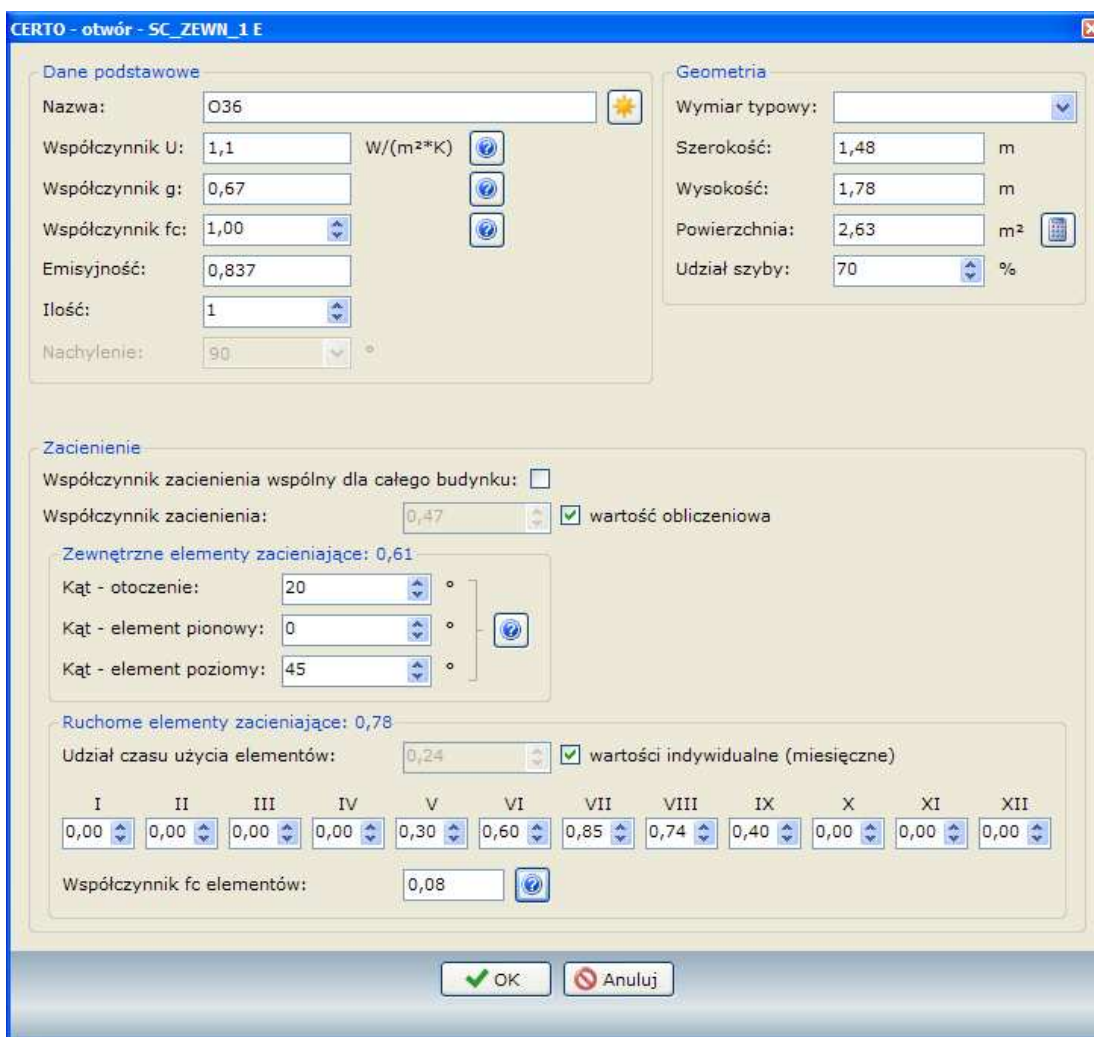 CERTO - otwór - SC_ZEWN_1 E
Dane podstawowe
Nazwa: O36
Współczynnik U: 1,1 W/(m²*K)
Współczynnik g: 0,67
Współczynnik fc: 1,00
Emisyjność: 0,837
Ilość: 1
Nachylenie: 90 °
Geometria
Wymiar typowy:
Szerokość: 1,48 m
Wysokość: 1,78 m
Powierzchnia: 2,63 m²
Udział szyby: 70 %
Zacienienie
Współczynnik zacienienia wspólny dla całego budynku:
Współczynnik zacienienia: 0,47 wartość obliczeniowa
Zewnętrzne elementy zacieniające: 0,61
Kąt - otoczenie: 20 °
Kąt - element pionowy: 0 °
Kąt - element poziomy: 45 °
Ruchome elementy zacieniające: 0,78
Udział czasu użycia elementów: 0,24 wartości indywidualne (miesięczne)
I II III IV V VI VII VIII IX X XI XII
0,00 0,00 0,00 0,00 0,30 0,60 0,85 0,74 0,40 0,00 0,00 0,00
Współczynnik fc elementów: 0,08
OK Anuluj